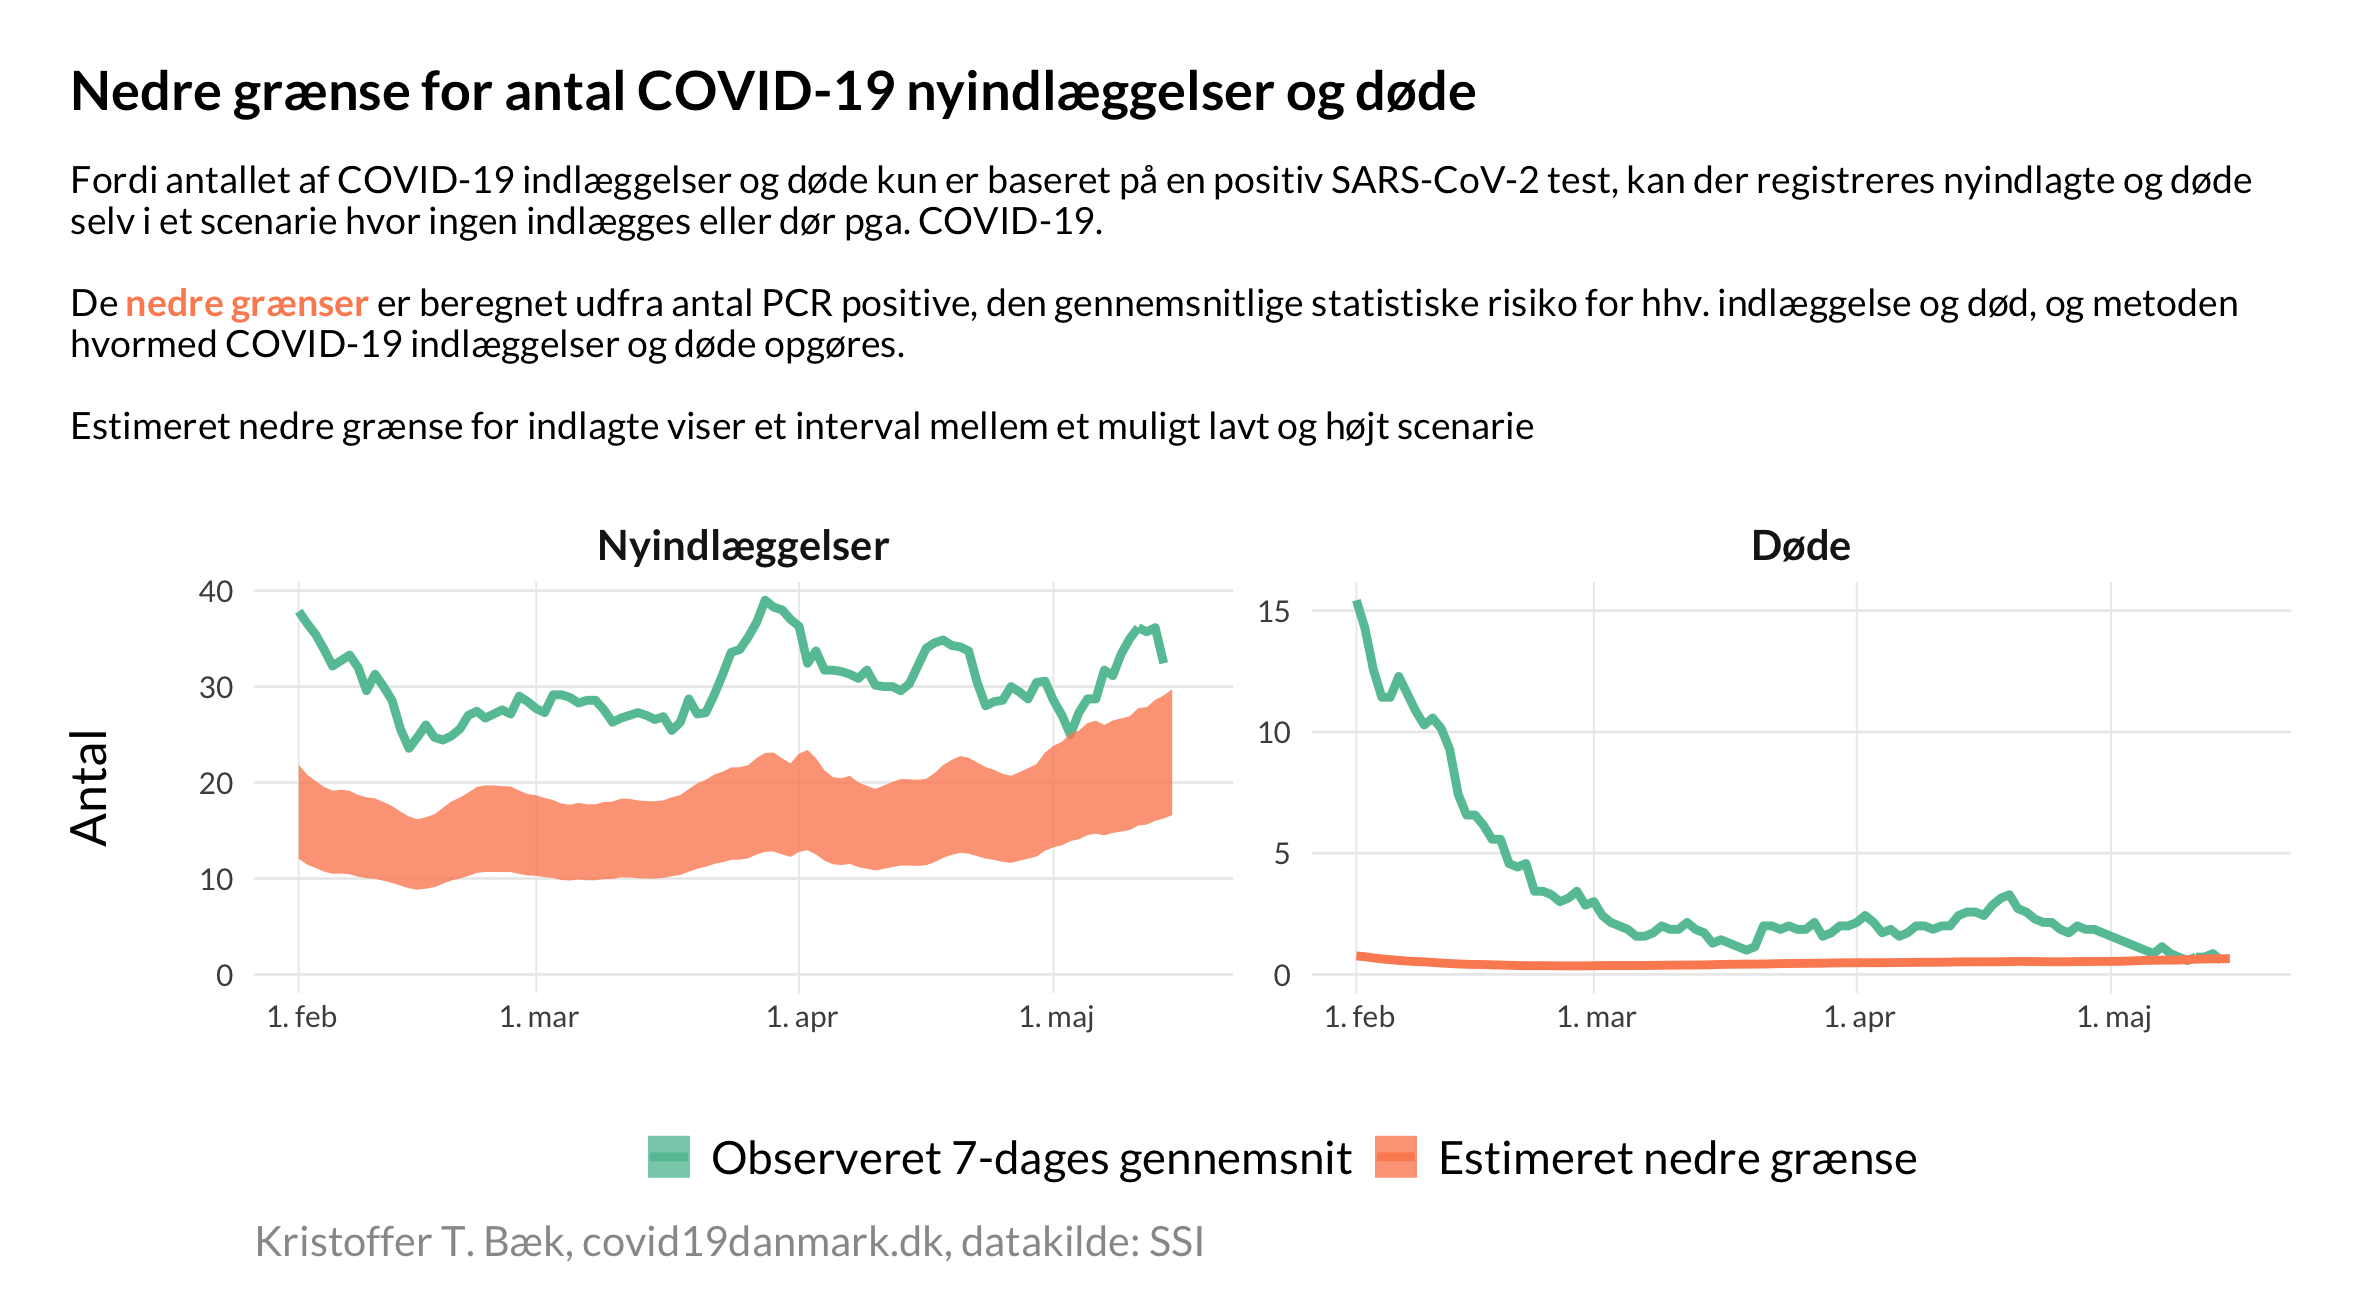 Nedre grænse for antal COVID-19 nyindlæggelser og døde
Fordi antallet af COVID-19 indlæggelser og døde kun er baseret på en positiv SARS-CoV-2 test, kan der registreres nyindlagte og døde
selv i et scenarie hvor ingen indlægges eller dør pga. COVID-19.
De nedre grænser er beregnet udfra antal PCR positive, den gennemsnitlige statistiske risiko for hhv. indlæggelse og død, og metoden
hvormed COVID-19 indlæggelser og døde opgøres.
Estimeret nedre grænse for indlagte viser et interval mellem et muligt lavt og højt scenarie
Nyindlæggelser
Antal
40
30
20
10
0
1. feb
1. mar
1. apr
1. maj
Døde
15
10
5
0
1. feb
1. mar
1. apr
1. maj
Observeret 7-dages gennemsnit
Estimeret nedre grænse
Kristoffer T. Bæk, covid19danmark.dk, datakilde: SSI